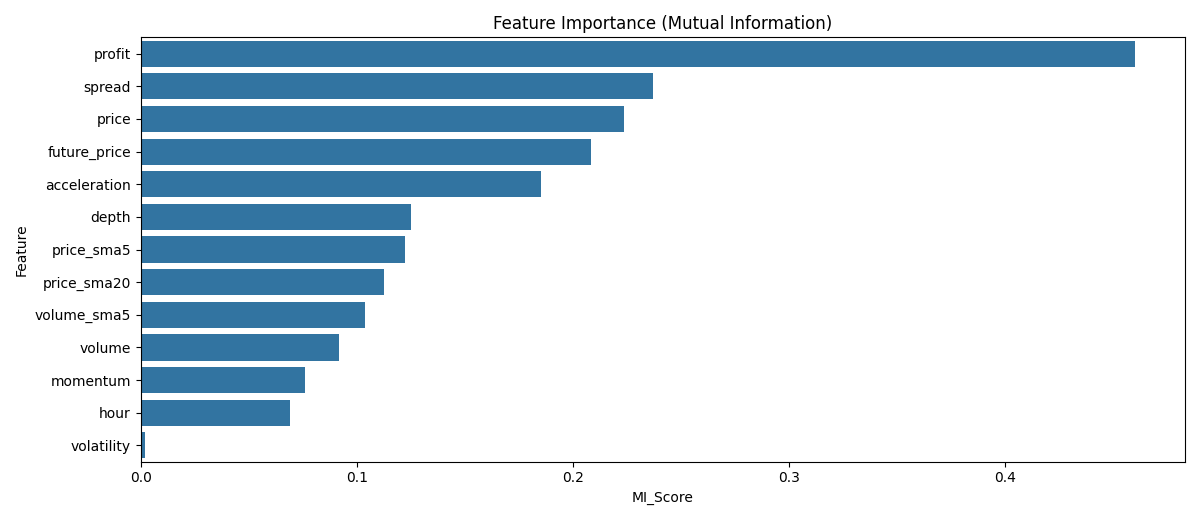 Feature Importance (Mutual Information)
Feature
profit
spread
price
future_price
acceleration
depth
price_sma5
price_sma20
volume_sma5
volume
momentum
hour
volatility
0.0 0.1 0.2 0.3 0.4
MI_Score